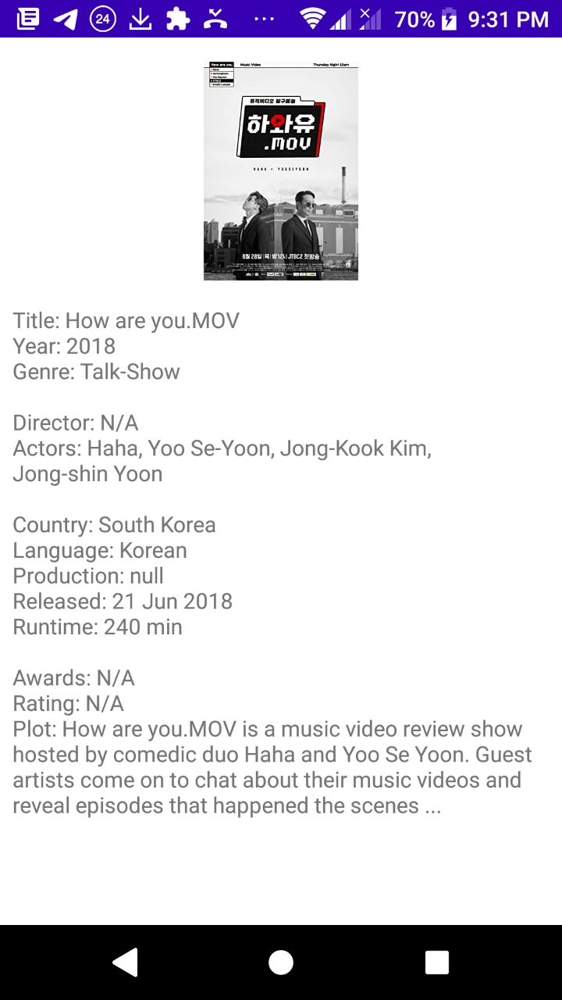 24
70%
9:31 PM
How are you
Music Video
Thursday Night 12am
뮤직비디오 탐구예능
하와유
.mov
HAHA + YOOSEYOON
6월 28일 | 목 | 밤 12시 JTBC2 첫방송
Title: How are you.MOV
Year: 2018
Genre: Talk-Show
Director: N/A
Actors: Haha, Yoo Se-Yoon, Jong-Kook Kim,
Jong-shin Yoon
Country: South Korea
Language: Korean
Production: null
Released: 21 Jun 2018
Runtime: 240 min
Awards: N/A
Rating: N/A
Plot: How are you.MOV is a music video review show
hosted by comedic duo Haha and Yoo Se Yoon. Guest
artists come on to chat about their music videos and
reveal episodes that happened the scenes ...